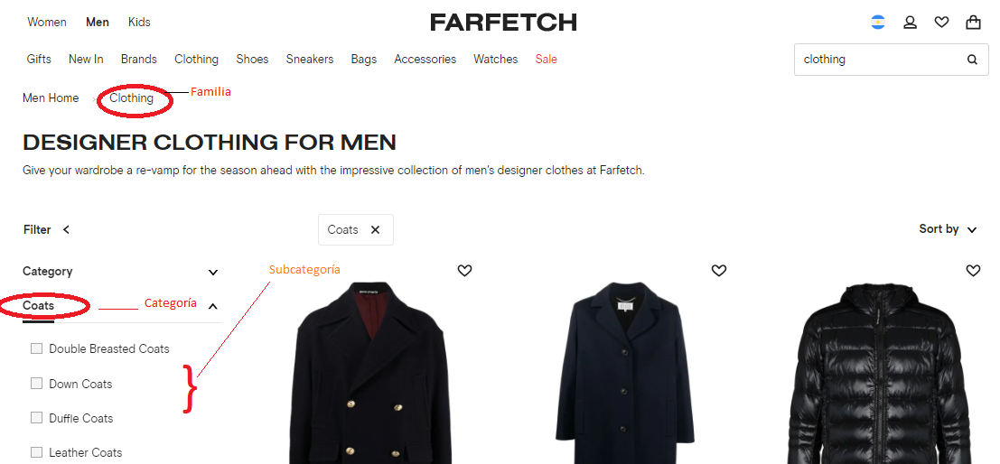 Women Men Kids FARFETCH
Gifts New In Brands Clothing Shoes Sneakers Bags Accessories Watches Sale clothing
Men Home › Clothing Familia
DESIGNER CLOTHING FOR MEN
Give your wardrobe a re-vamp for the season ahead with the impressive collection of men's designer clothes at Farfetch.
Filter Coats Sort by
Category Subcategoría
Coats Categoría
Double Breasted Coats
Down Coats
Duffle Coats
Leather Coats